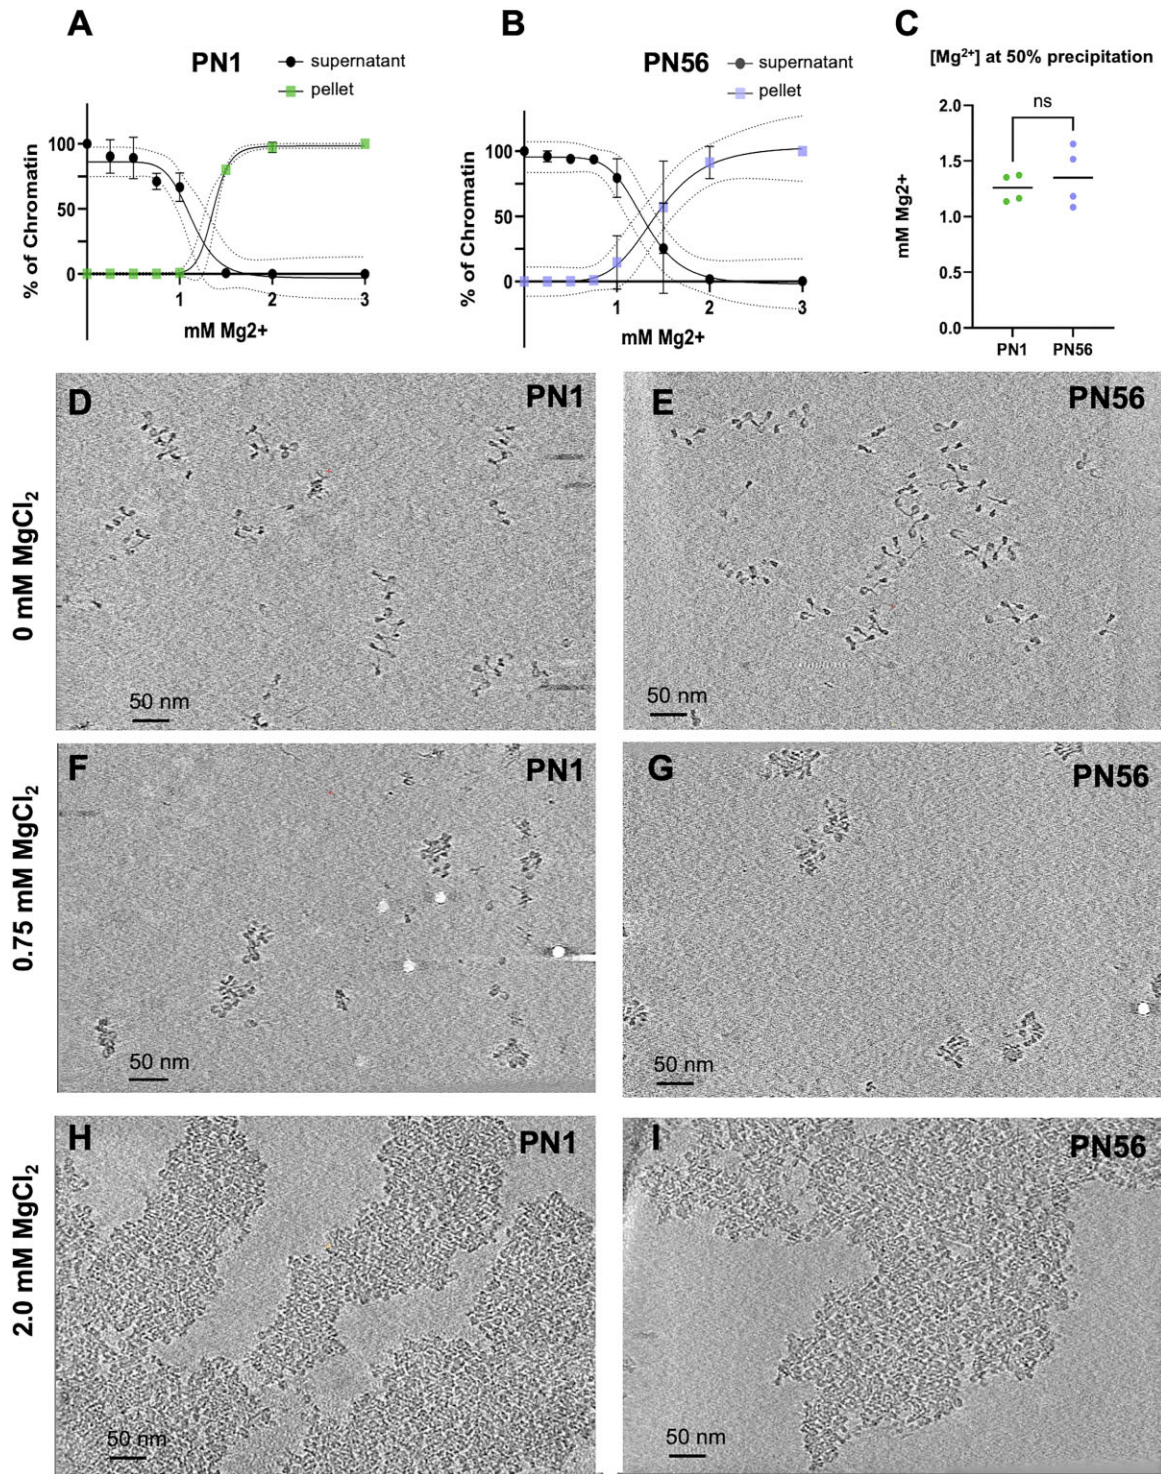 A
PN1
supernatant
pellet
% of Chromatin
100
50
0
1
2
3
mM Mg2+
B
PN56
supernatant
pellet
% of Chromatin
100
50
0
1
2
3
mM Mg2+
C
[Mg²⁺] at 50% precipitation
ns
mM Mg2+
2.0
1.5
1.0
0.5
0.0
PN1 PN56
0 mM MgCl₂
D
PN1
50 nm
E
PN56
50 nm
0.75 mM MgCl₂
F
PN1
50 nm
G
PN56
50 nm
2.0 mM MgCl₂
H
PN1
50 nm
I
PN56
50 nm